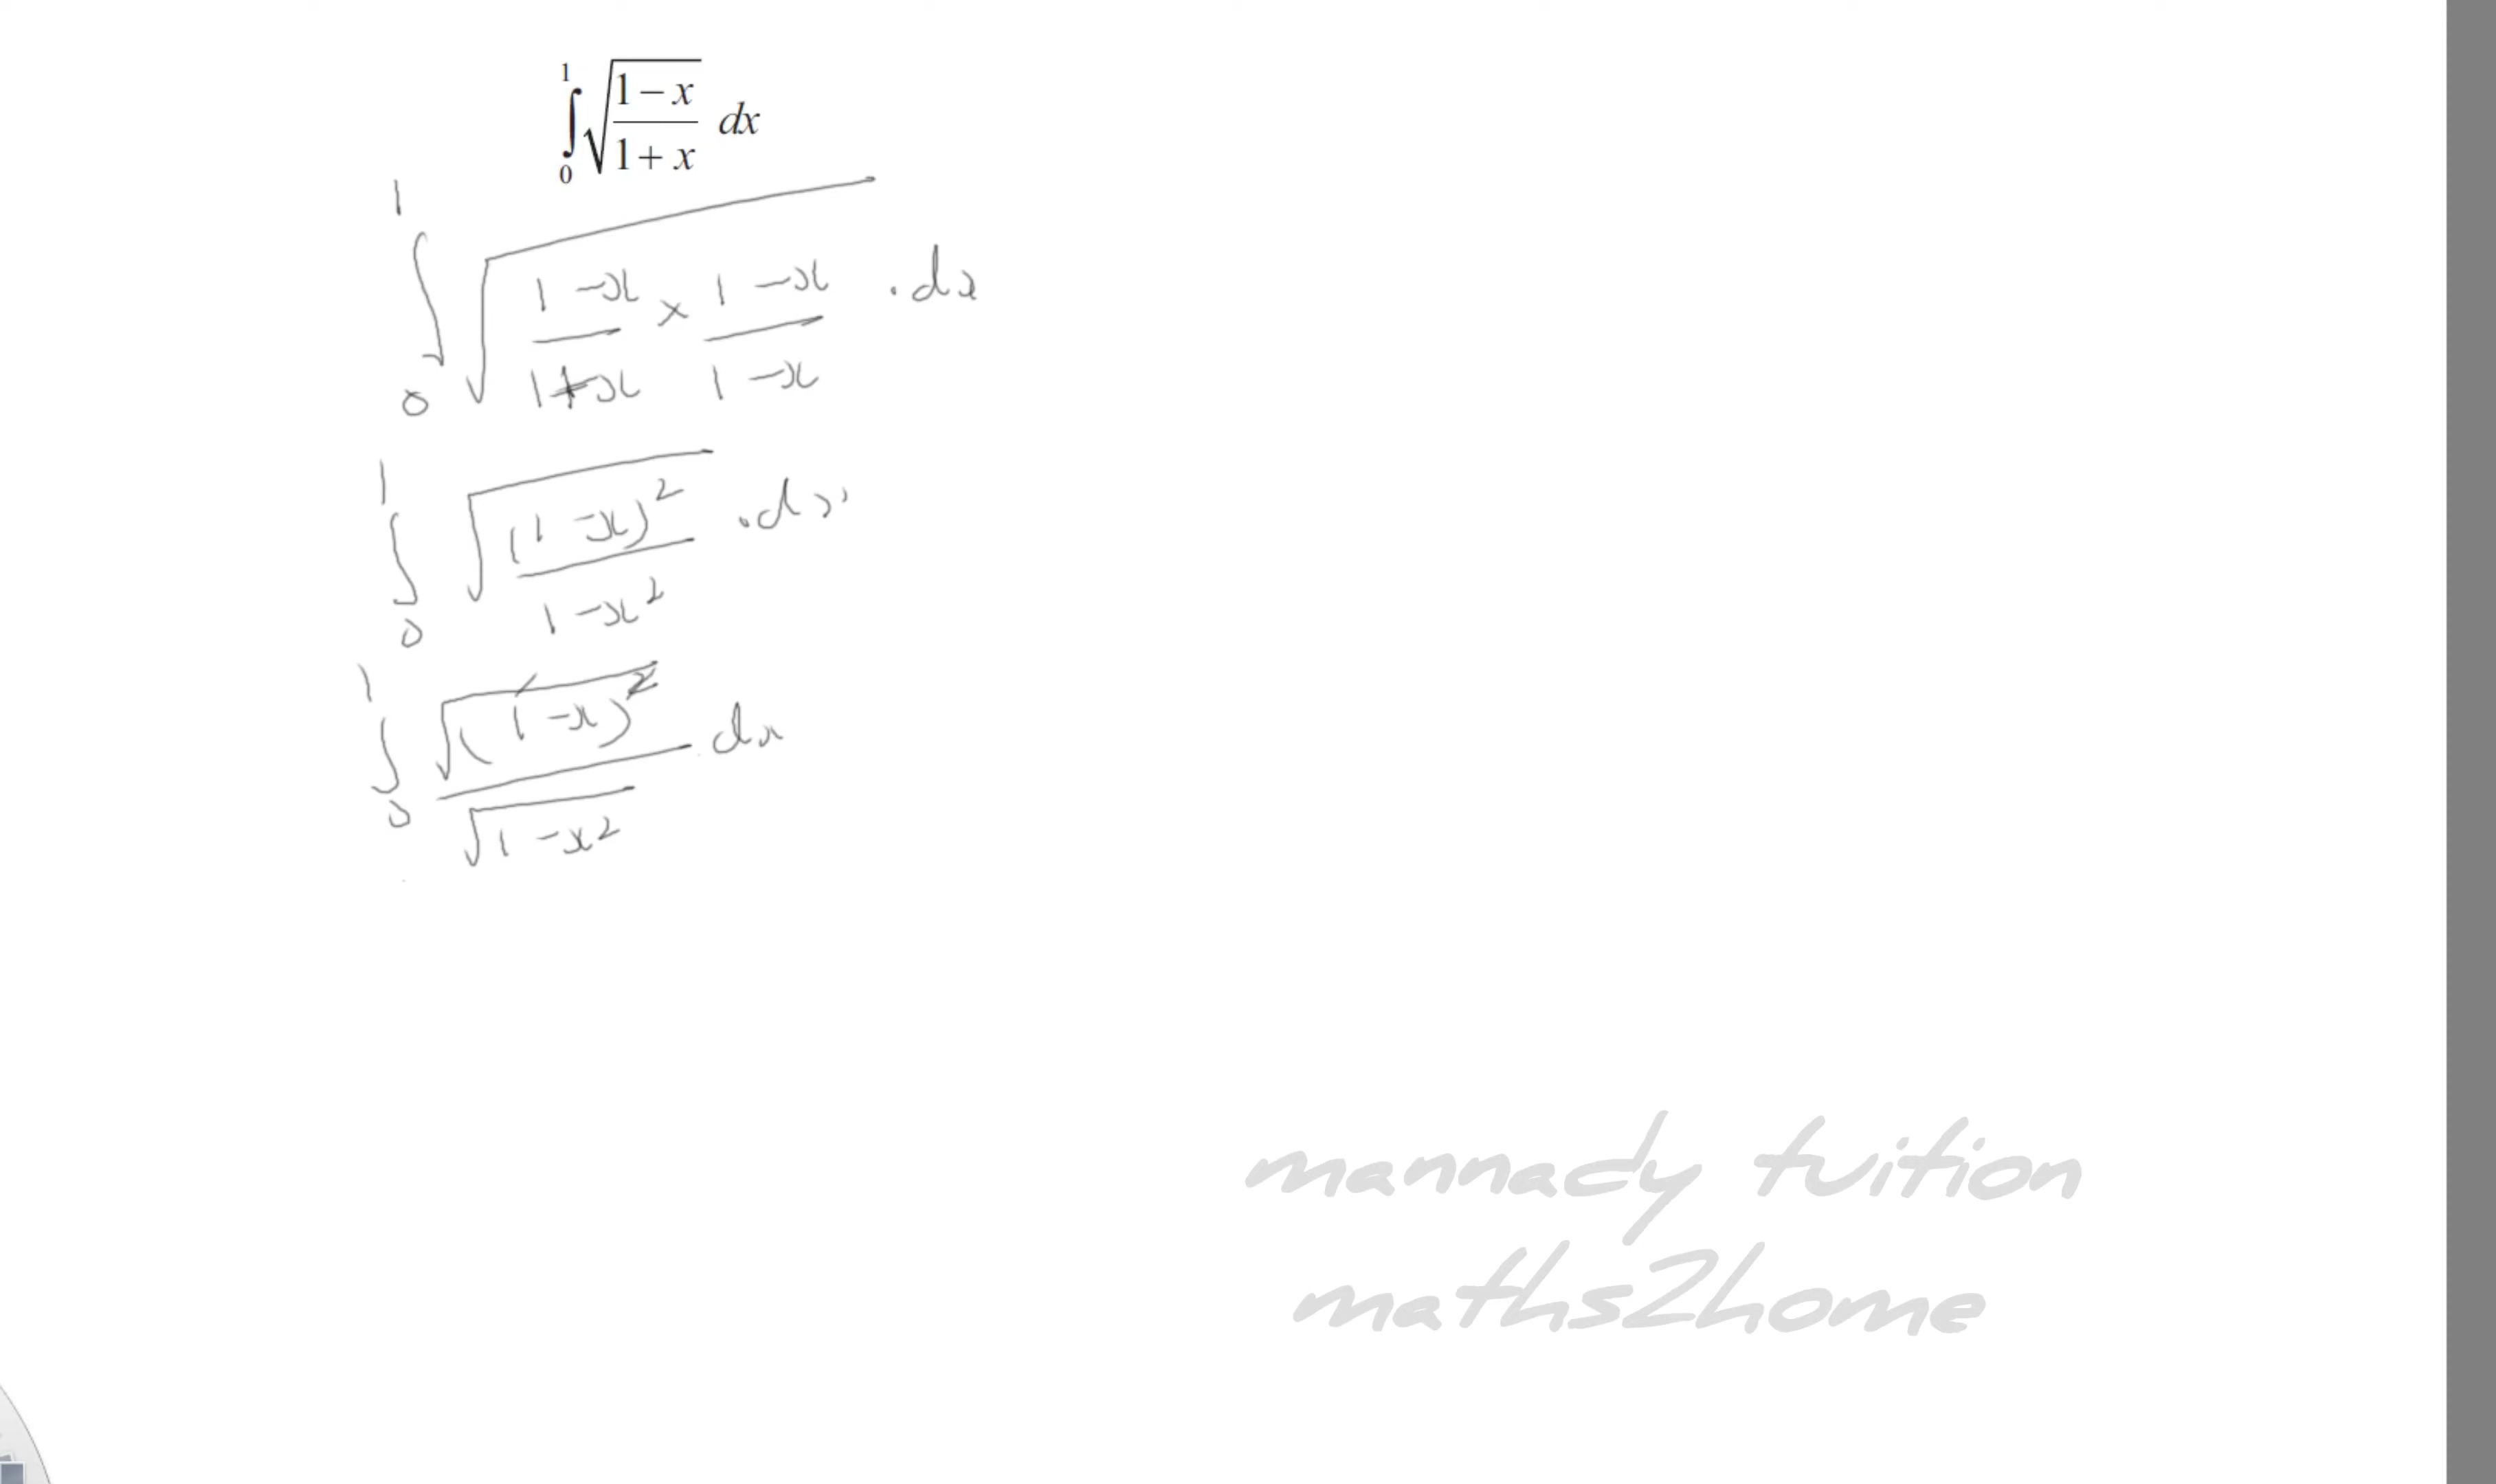 ∫₀¹ √((1 − x)/(1 + x)) dx
∫₀¹ √((1 − x)/(1 + x) × (1 − x)/(1 − x)) . dx
∫₀¹ √((1 − x)²/(1 − x²)) . dx
∫₀¹ √((1 − x)²)/√(1 − x²) . dx
mannady tuition
maths2home